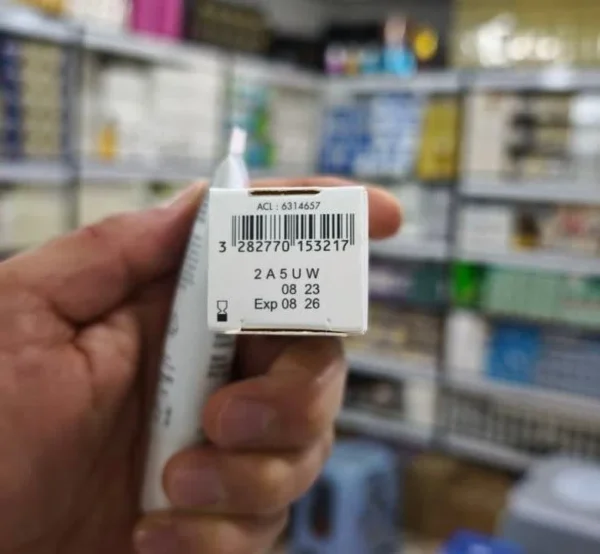 ACL : 6314657
3 282770 153217
2 A 5 U W
08 23
Exp 08 26